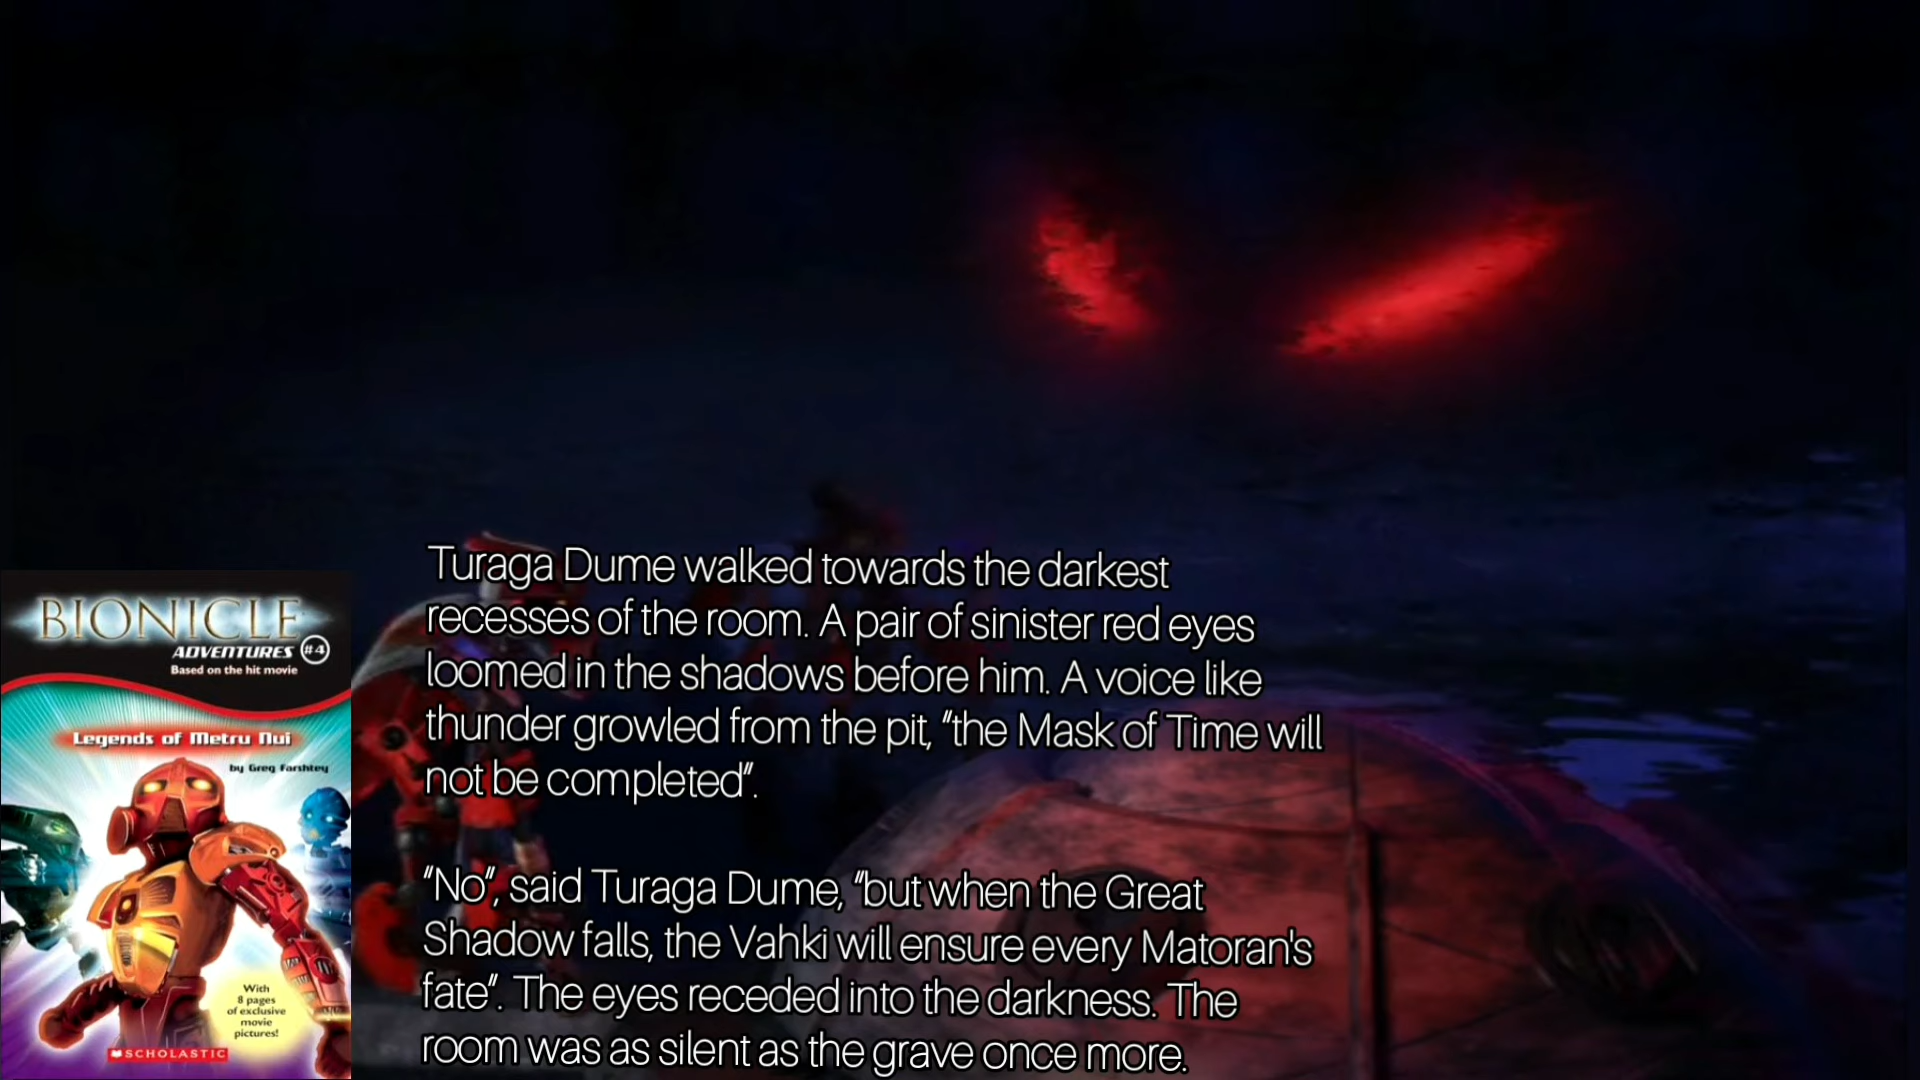 Turaga Dume walked towards the darkest
recesses of the room. A pair of sinister red eyes
loomed in the shadows before him. A voice like
thunder growled from the pit, "the Mask of Time will
not be completed".
"No", said Turaga Dume, "but when the Great
Shadow falls, the Vahki will ensure every Matoran's
fate". The eyes receded into the darkness. The
room was as silent as the grave once more.
BIONICLE
ADVENTURES #4
Based on the hit movie
Legends of Metru Nui
by Greg Farshtey
With
8 pages
of exclusive
movie
pictures!
SCHOLASTIC